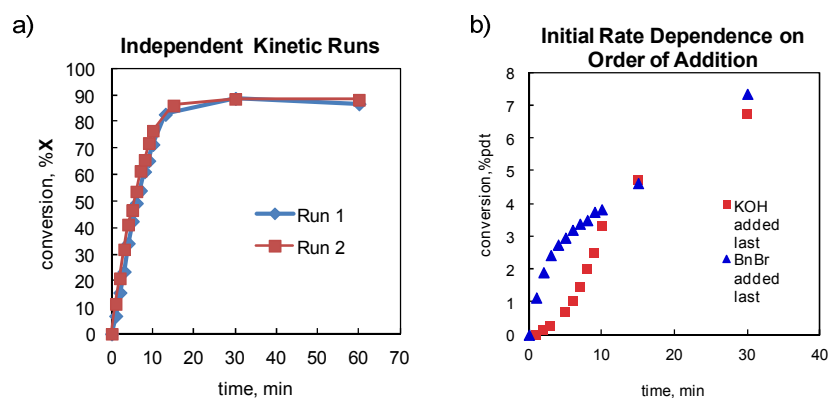 a)
Independent Kinetic Runs
100
90
80
70
60
50
40
30
20
10
0
conversion, %X
Run 1
Run 2
0 10 20 30 40 50 60 70
time, min
b)
Initial Rate Dependence on
Order of Addition
8
7
6
5
4
3
2
1
0
conversion, %pdt
KOH
added
last
BnBr
added
last
0 10 20 30 40
time, min